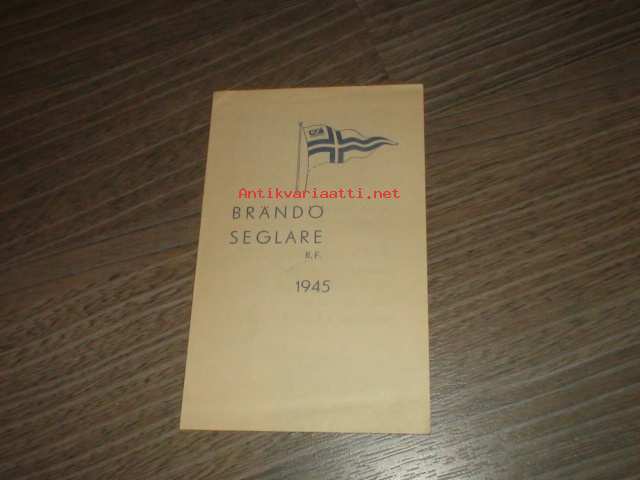 Antikvariaatti.net
BRÄNDÖ
SEGLARE
R.F.
1945